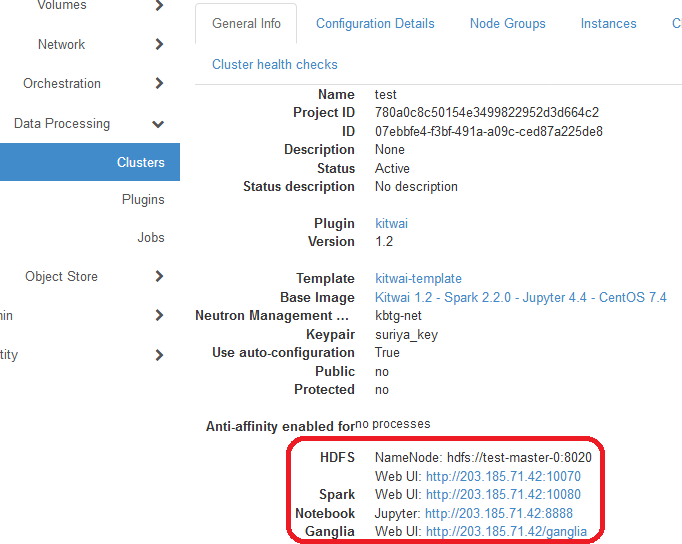 Volumes
Network
Orchestration
Data Processing
Clusters
Plugins
Jobs
Object Store
General Info
Configuration Details
Node Groups
Instances
Cluster health checks
Name test
Project ID 780a0c8c50154e3499822952d3d664c2
ID 07ebbfe4-f3bf-491a-a09c-ced87a225de8
Description None
Status Active
Status description No description
Plugin kitwai
Version 1.2
Template kitwai-template
Base Image Kitwai 1.2 - Spark 2.2.0 - Jupyter 4.4 - CentOS 7.4
Neutron Management ... kbtg-net
Keypair suriya_key
Use auto-configuration True
Public no
Protected no
Anti-affinity enabled for no processes
HDFS NameNode: hdfs://test-master-0:8020
Web UI: http://203.185.71.42:10070
Spark Web UI: http://203.185.71.42:10080
Notebook Jupyter: http://203.185.71.42:8888
Ganglia Web UI: http://203.185.71.42/ganglia